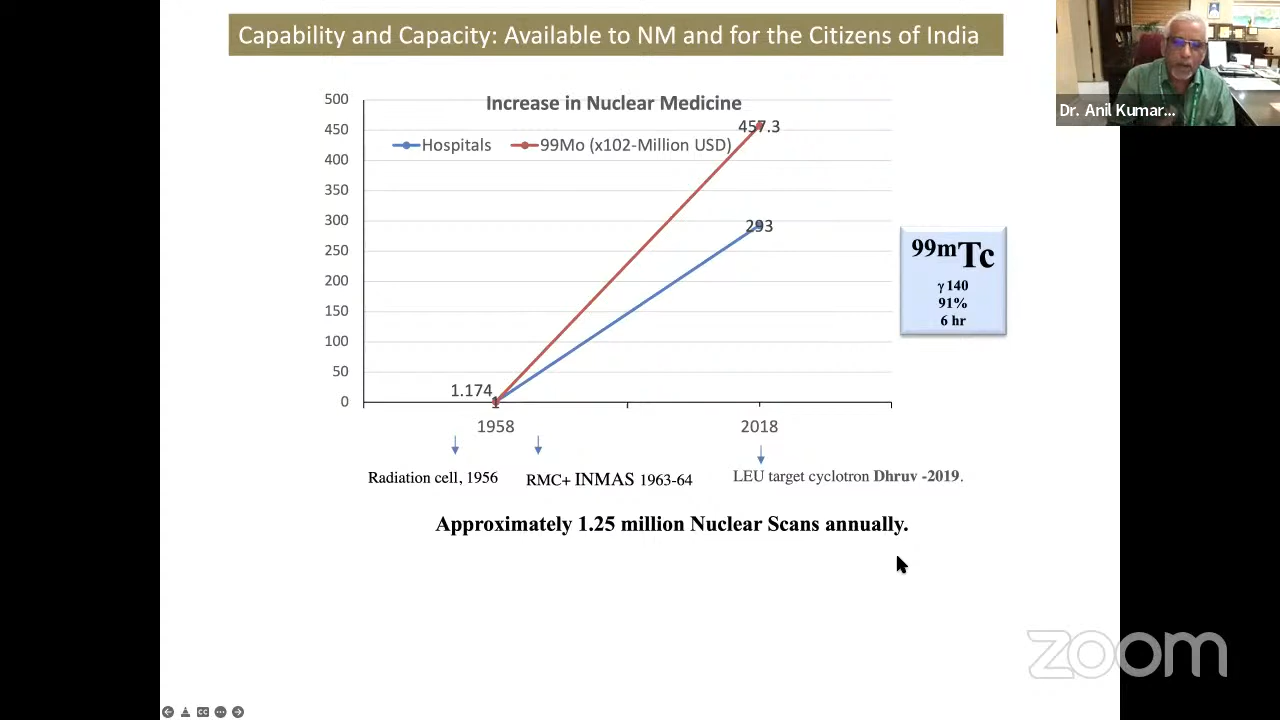 Capability and Capacity: Available to NM and for the Citizens of India
Dr. Anil Kumar...
Increase in Nuclear Medicine
Hospitals
99Mo (x102-Million USD)
500
450
400
350
300
250
200
150
100
50
0
457.3
293
1.174
1958
2018
99mTc
γ 140
91%
6 hr
Radiation cell, 1956
RMC+ INMAS 1963-64
LEU target cyclotron Dhruv -2019.
Approximately 1.25 million Nuclear Scans annually.
zoom